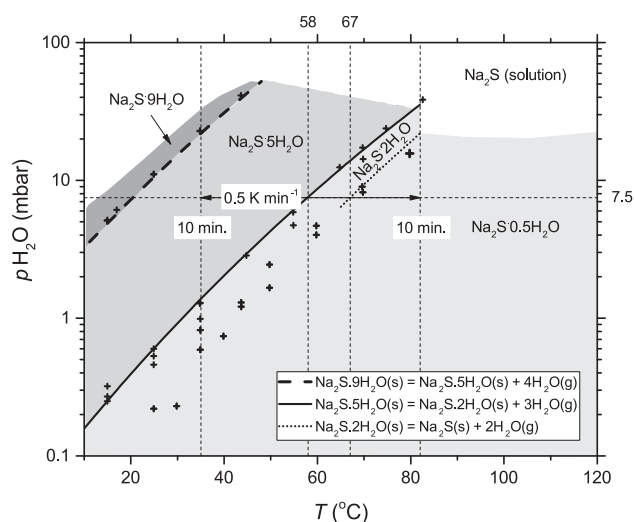 58 67
100
10
1
0.1
pH₂O (mbar)
Na₂S·9H₂O
Na₂S·5H₂O
Na₂S·2H₂O
Na₂S (solution)
Na₂S·0.5H₂O
0.5 K min⁻¹
7.5
10 min.
10 min.
Na₂S.9H₂O(s) = Na₂S.5H₂O(s) + 4H₂O(g)
Na₂S.5H₂O(s) = Na₂S.2H₂O(s) + 3H₂O(g)
Na₂S.2H₂O(s) = Na₂S(s) + 2H₂O(g)
20 40 60 80 100 120
T (°C)